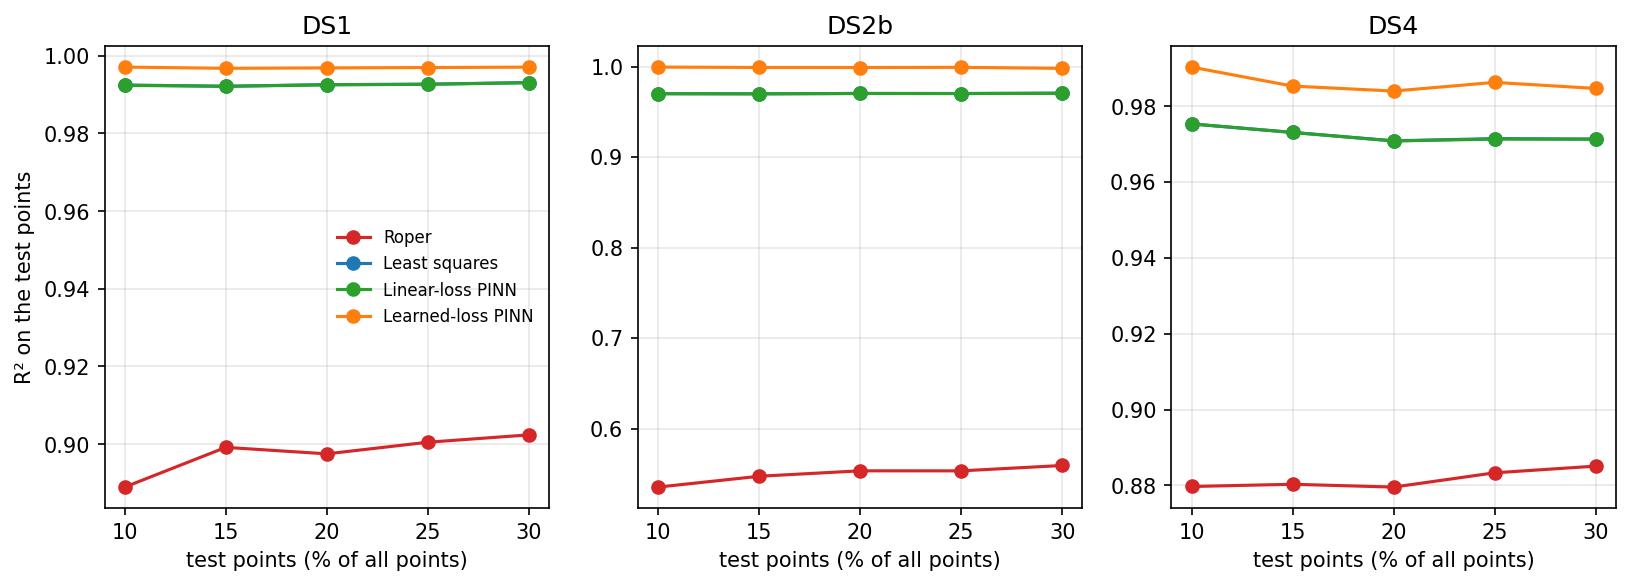 DS1
1.00
0.98
0.96
0.94
0.92
0.90
R² on the test points
Roper
Least squares
Linear-loss PINN
Learned-loss PINN
10 15 20 25 30
test points (% of all points)
DS2b
1.0
0.9
0.8
0.7
0.6
10 15 20 25 30
test points (% of all points)
DS4
0.98
0.96
0.94
0.92
0.90
0.88
10 15 20 25 30
test points (% of all points)